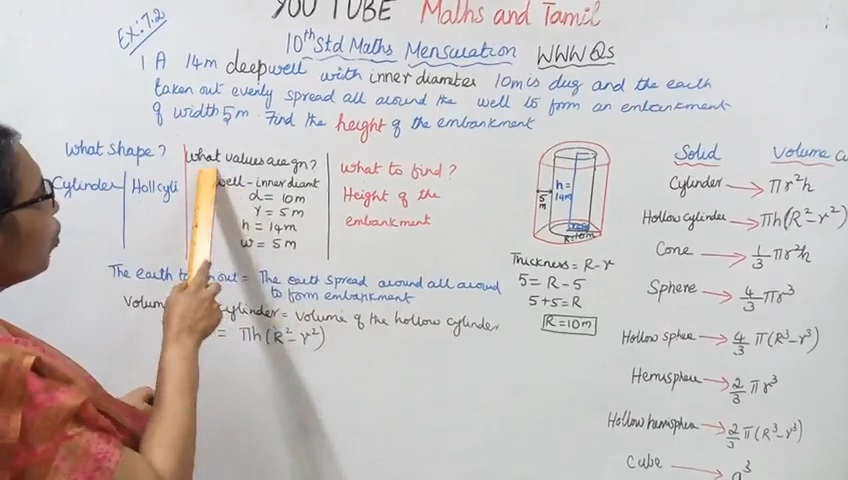 YOU TUBE Maths and Tamil
Ex:7.2
10th Std Maths Mensuration WWW QS
1 A 14m deep well with inner diameter 10m is dug and the earth
taken out evenly spread all around the well to form an embankment
of width 5m. Find the height of the embankment
What shape?
Cylinder Holl cyli
What values are gn?
well - inner diamt
d = 10m
r = 5m
h = 14m
w = 5m
What to find?
Height of the
embankment
5m
h = 14m
r=5m
R=10m
The earth out = The earth spread around all around
to form embankment
Volume cylinder = volume of the hollow cylinder
= πh(R²-r²)
Thickness = R-r
5 = R-5
5+5=R
R=10m
Solid Volume cu
Cylinder → πr²h
Hollow cylinder → πh(R²-r²)
Cone → 1/3 πr²h
Sphere → 4/3 πr³
Hollow sphere → 4/3 π(R³-r³)
Hemisphere → 2/3 πr³
Hollow hemisphere → 2/3 π(R³-r³)
Cube → a³